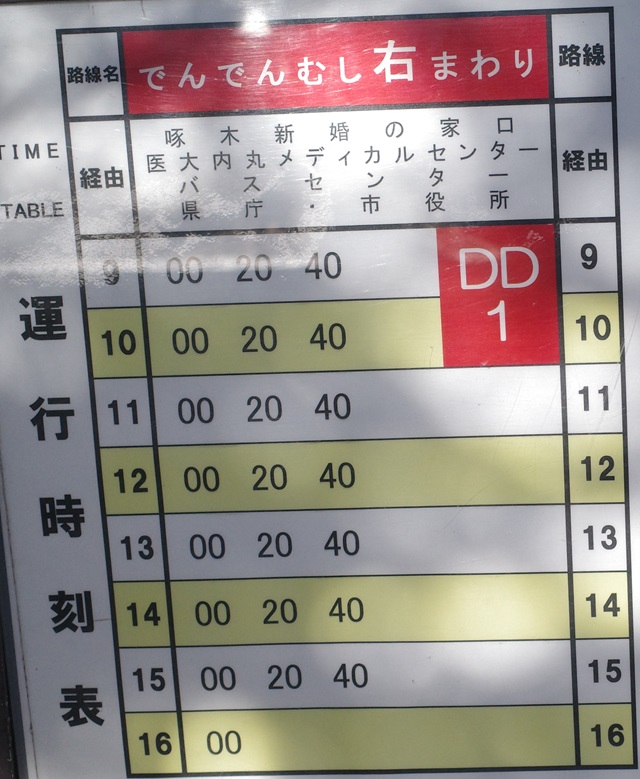 路線名 でんでんむし右まわり 路線
TIME TABLE
運行時刻表
経由 啄木新婚の家口 経由
医大内丸メディカルセンター
バスセンター
県庁・市役所
DD
1
9 00 20 40 9
10 00 20 40 10
11 00 20 40 11
12 00 20 40 12
13 00 20 40 13
14 00 20 40 14
15 00 20 40 15
16 00 16